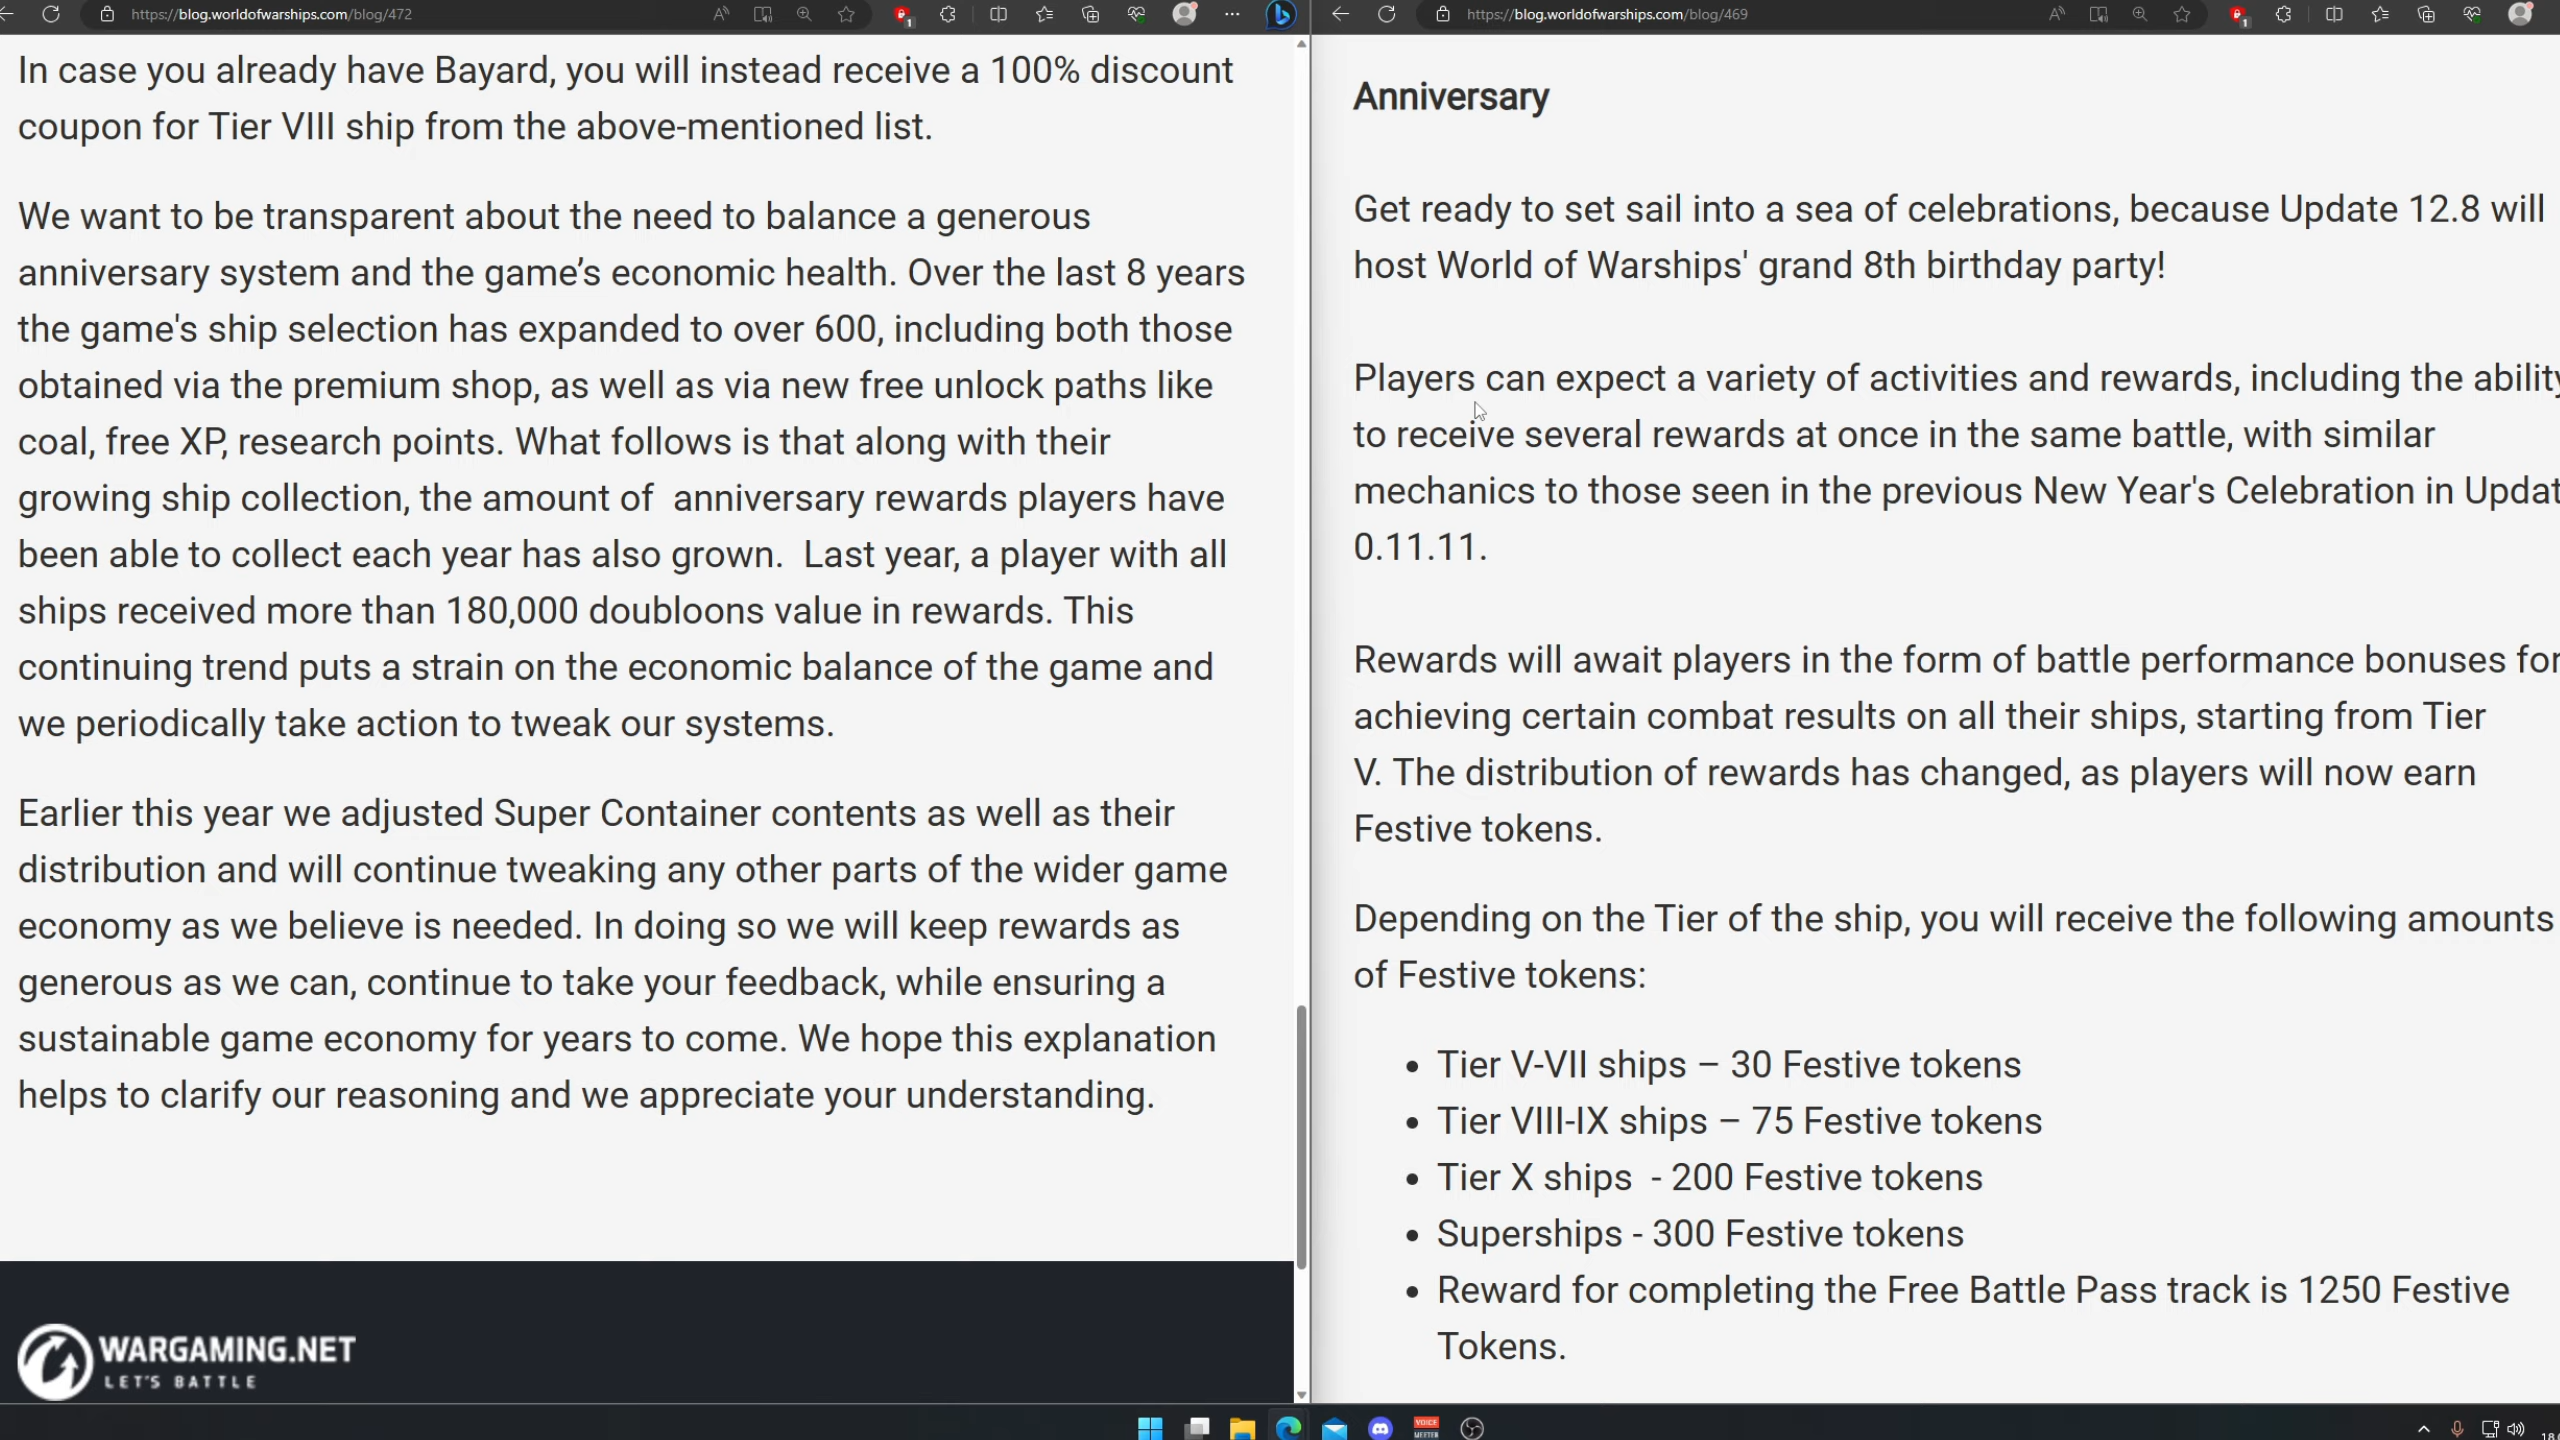 https://blog.worldofwarships.com/blog/472
In case you already have Bayard, you will instead receive a 100% discount
coupon for Tier VIII ship from the above-mentioned list.
We want to be transparent about the need to balance a generous
anniversary system and the game’s economic health. Over the last 8 years
the game's ship selection has expanded to over 600, including both those
obtained via the premium shop, as well as via new free unlock paths like
coal, free XP, research points. What follows is that along with their
growing ship collection, the amount of  anniversary rewards players have
been able to collect each year has also grown.  Last year, a player with all
ships received more than 180,000 doubloons value in rewards. This
continuing trend puts a strain on the economic balance of the game and
we periodically take action to tweak our systems.
Earlier this year we adjusted Super Container contents as well as their
distribution and will continue tweaking any other parts of the wider game
economy as we believe is needed. In doing so we will keep rewards as
generous as we can, continue to take your feedback, while ensuring a
sustainable game economy for years to come. We hope this explanation
helps to clarify our reasoning and we appreciate your understanding.
WARGAMING.NET
LET'S BATTLE
https://blog.worldofwarships.com/blog/469
Anniversary
Get ready to set sail into a sea of celebrations, because Update 12.8 will
host World of Warships' grand 8th birthday party!
Players can expect a variety of activities and rewards, including the ability
to receive several rewards at once in the same battle, with similar
mechanics to those seen in the previous New Year's Celebration in Updat
0.11.11.
Rewards will await players in the form of battle performance bonuses for
achieving certain combat results on all their ships, starting from Tier
V. The distribution of rewards has changed, as players will now earn
Festive tokens.
Depending on the Tier of the ship, you will receive the following amounts
of Festive tokens:
• Tier V-VII ships – 30 Festive tokens
• Tier VIII-IX ships – 75 Festive tokens
• Tier X ships  - 200 Festive tokens
• Superships - 300 Festive tokens
• Reward for completing the Free Battle Pass track is 1250 Festive
Tokens.
VOICE
MEETER